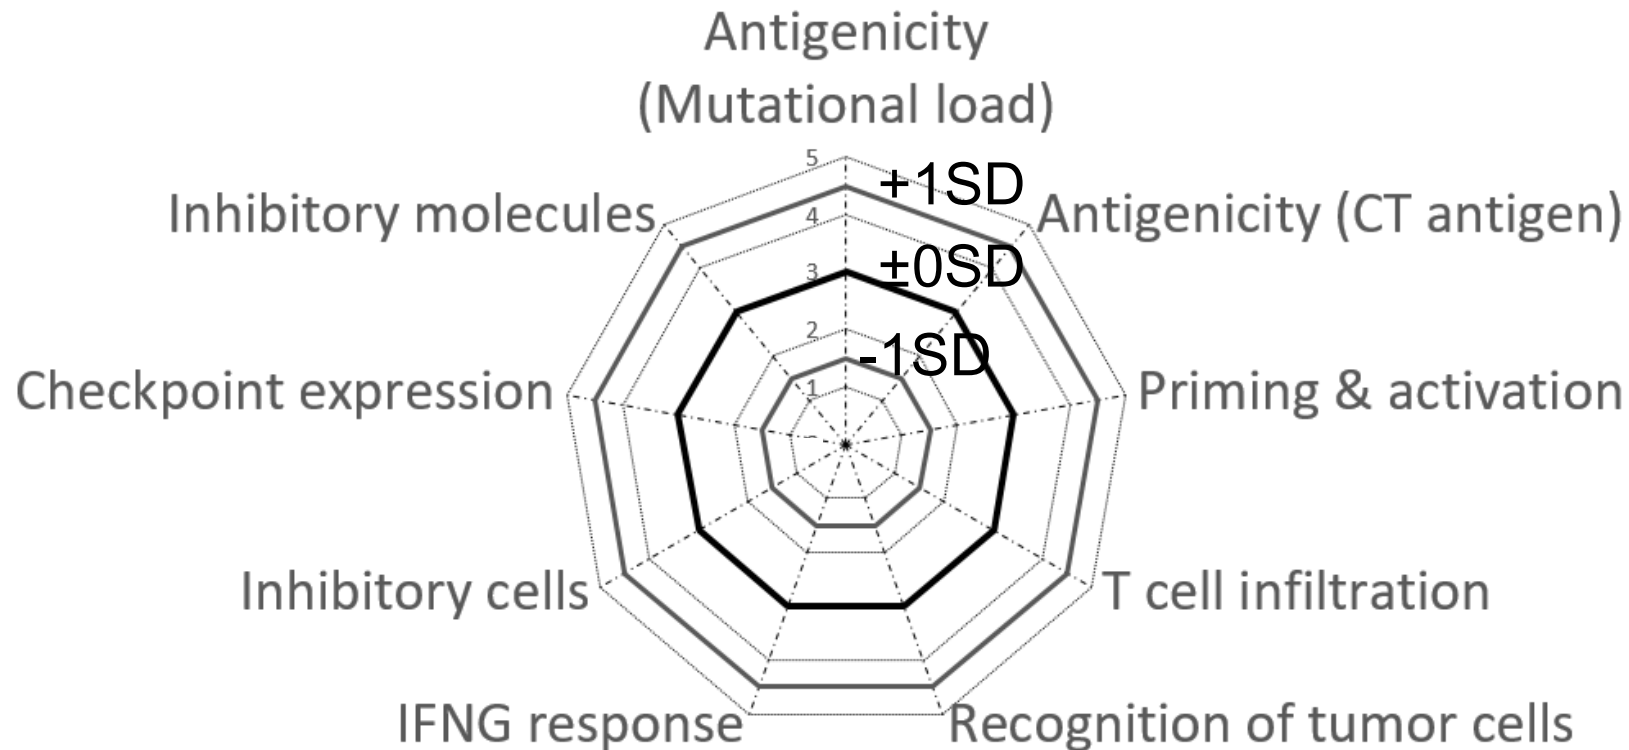 Antigenicity
(Mutational load)
5
+1SD
Inhibitory molecules
4
Antigenicity (CT antigen)
3
±0SD
2
-1SD
1
-
Checkpoint expression
Priming & activation
Inhibitory cells
T cell infiltration
IFNG response
Recognition of tumor cells